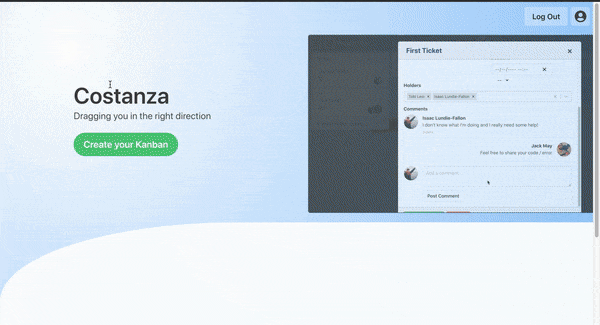 Log Out
First Ticket
Costanza
Dragging you in the right direction
Create your Kanban
Holders
Isaac Lundie-Fallon
Comments
Isaac Lundie-Fallon
I don't know what I'm doing and I really need some help!
Jack May
Feel free to share your code / error
Add a comment
Post Comment